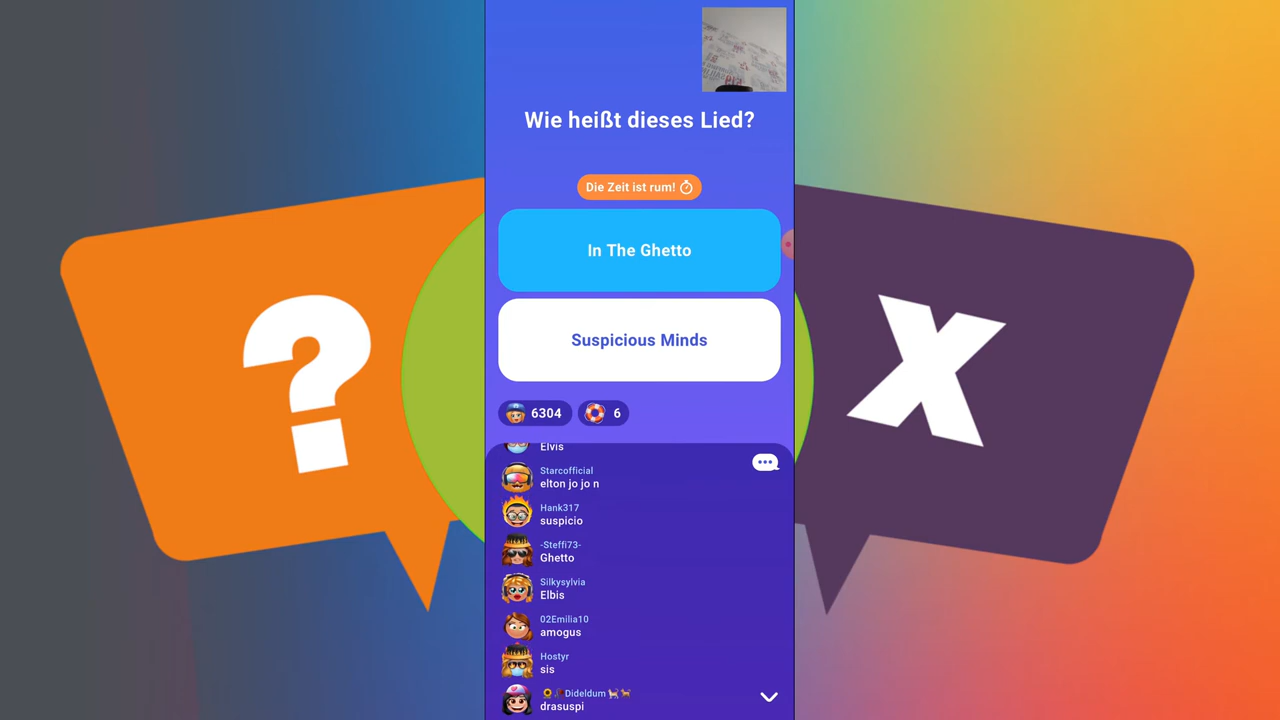 Wie heißt dieses Lied?
Die Zeit ist rum!
In The Ghetto
Suspicious Minds
6304
6
Elvis
Starcofficial
elton jo jo n
Hank317
suspicio
-Steffi73-
Ghetto
Silkysylvia
Elbis
02Emilia10
amogus
Hostyr
sis
Dideldum
drasuspi
? X